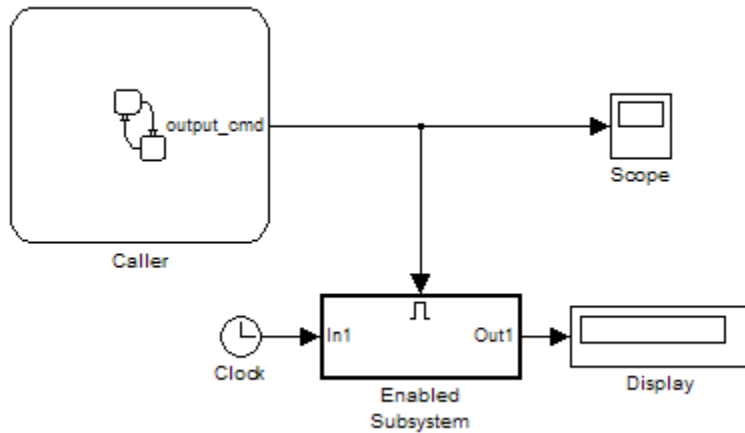 output_cmd
Scope
Caller
In1
Out1
Clock
Display
Enabled
Subsystem